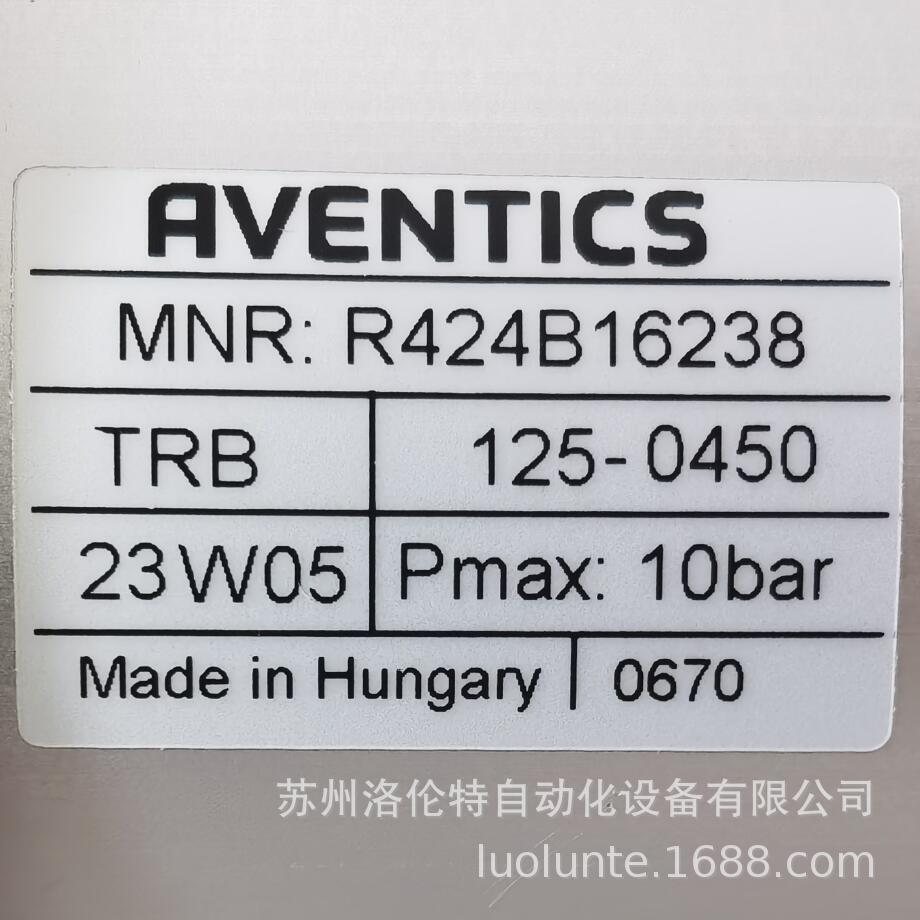 AVENTICS
MNR: R424B16238
TRB 125-0450
23W05 Pmax: 10bar
Made in Hungary 0670
苏州洛伦特自动化设备有限公司
luolunte.1688.com